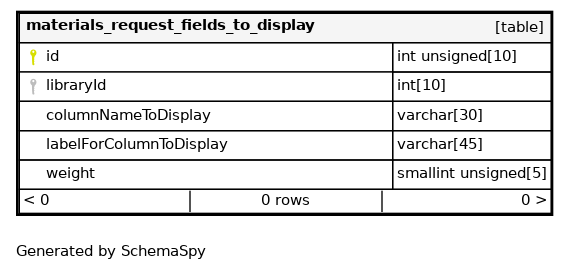 materials_request_fields_to_display [table]
id int unsigned[10]
libraryId int[10]
columnNameToDisplay varchar[30]
labelForColumnToDisplay varchar[45]
weight smallint unsigned[5]
< 0 0 rows 0 >
Generated by SchemaSpy